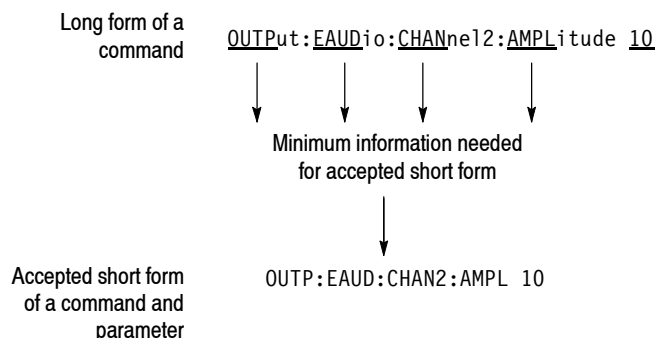 Long form of a
command
OUTPut:EAUDio:CHANnel2:AMPLitude 10
Minimum information needed
for accepted short form
Accepted short form
of a command and
parameter
OUTP:EAUD:CHAN2:AMPL 10